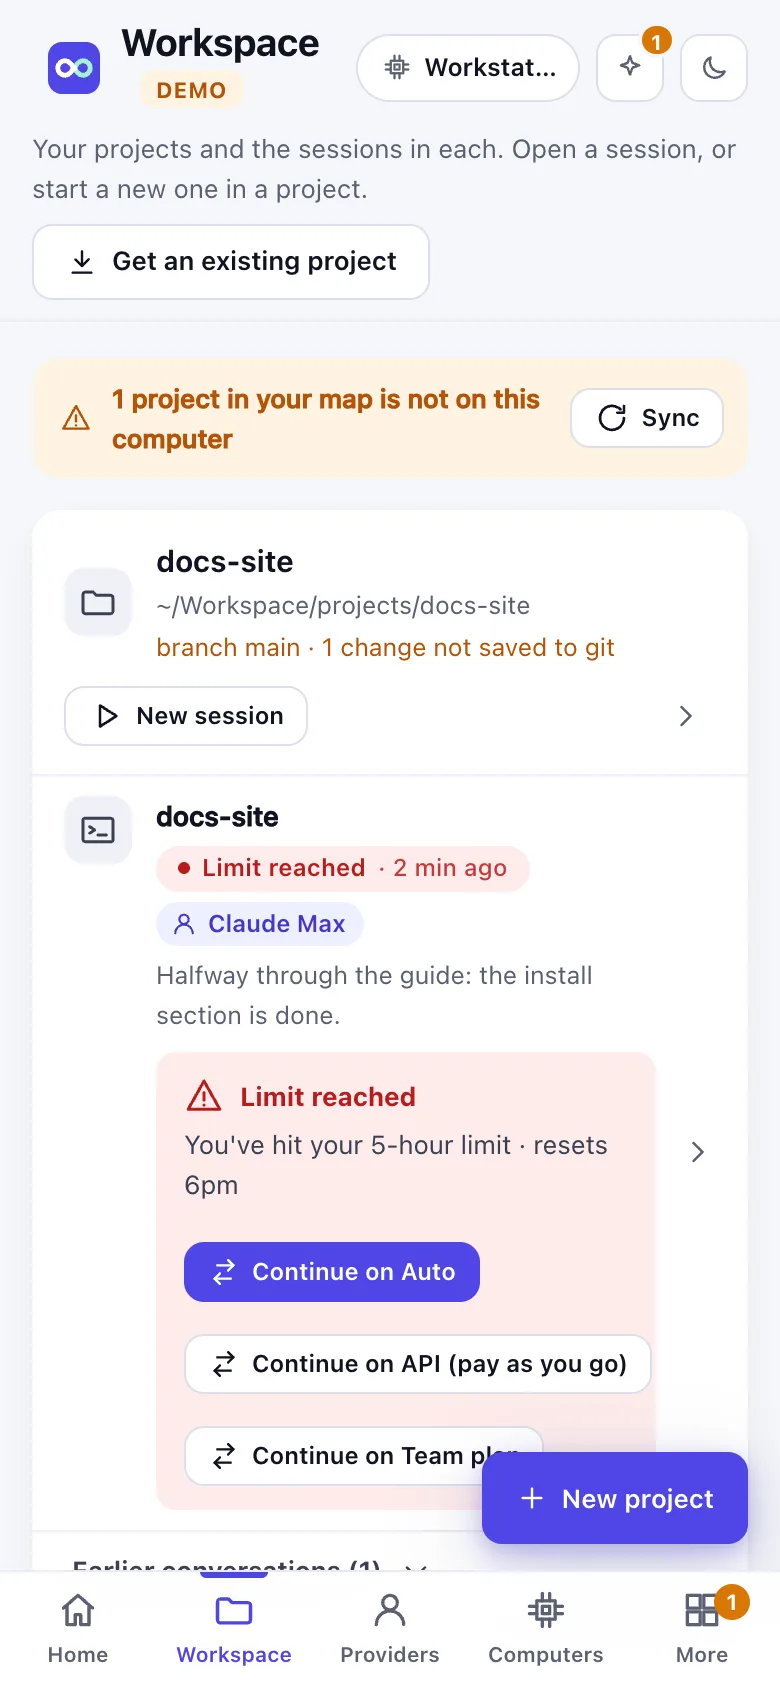 Workspace
DEMO
Workstat...
1
Your projects and the sessions in each. Open a session, or
start a new one in a project.
Get an existing project
1 project in your map is not on this
computer
Sync
docs-site
~/Workspace/projects/docs-site
branch main · 1 change not saved to git
New session
docs-site
Limit reached · 2 min ago
Claude Max
Halfway through the guide: the install
section is done.
Limit reached
You've hit your 5-hour limit · resets
6pm
Continue on Auto
Continue on API (pay as you go)
Continue on Team plan
New project
Earlier conversations (1)
Home
Workspace
Providers
Computers
More
1